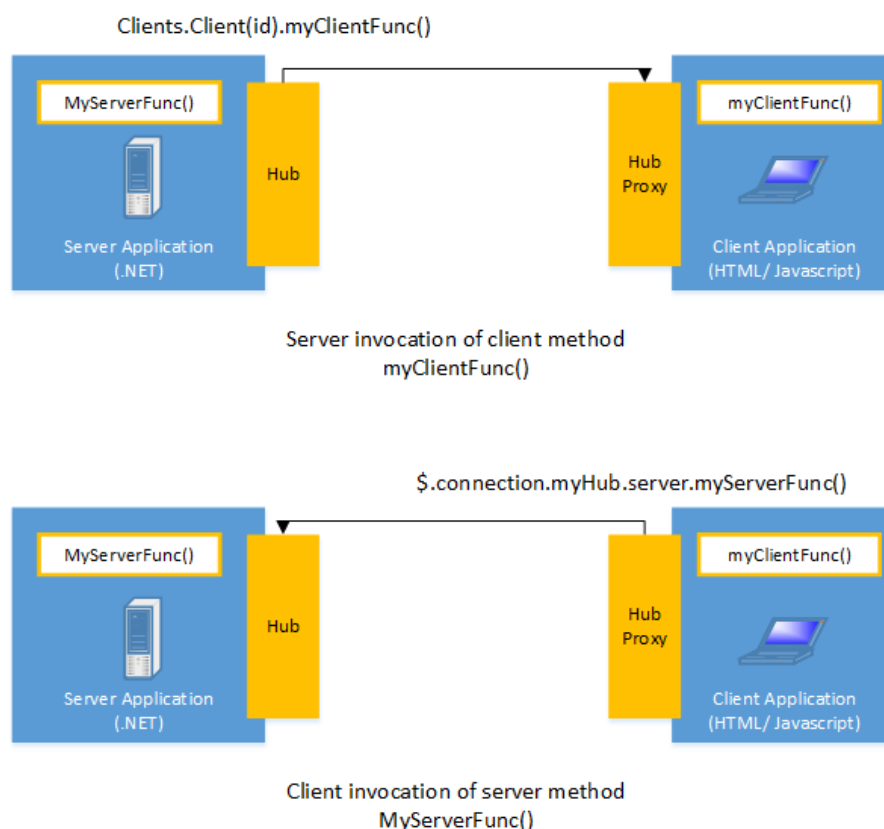 Clients.Client(id).myClientFunc()
MyServerFunc()
Hub
Server Application
(.NET)
Hub
Proxy
myClientFunc()
Client Application
(HTML/ Javascript)
Server invocation of client method
myClientFunc()
$.connection.myHub.server.myServerFunc()
MyServerFunc()
Hub
Server Application
(.NET)
Hub
Proxy
myClientFunc()
Client Application
(HTML/ Javascript)
Client invocation of server method
MyServerFunc()